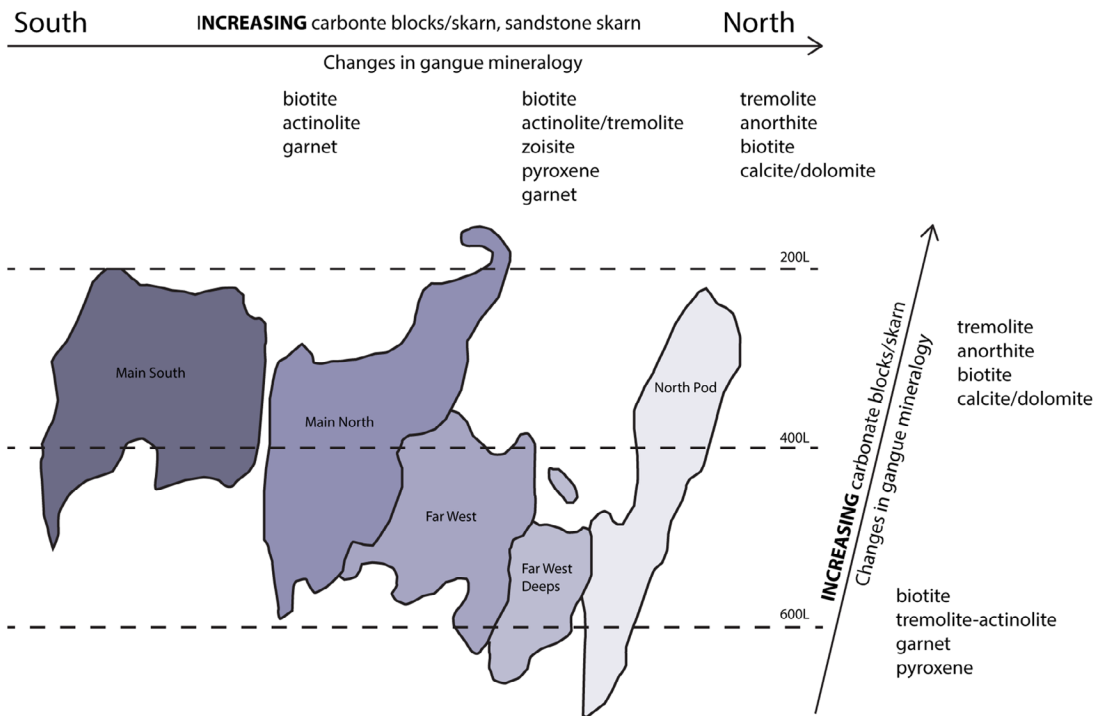 South
INCREASING carbonte blocks/skarn, sandstone skarn
North
Changes in gangue mineralogy
biotite
actinolite
garnet
biotite
actinolite/tremolite
zoisite
pyroxene
garnet
tremolite
anorthite
biotite
calcite/dolomite
200L
Main South
Main North
North Pod
400L
Far West
Far West
Deeps
600L
INCREASING carbonate blocks/skarn
Changes in gangue mineralogy
tremolite
anorthite
biotite
calcite/dolomite
biotite
tremolite-actinolite
garnet
pyroxene